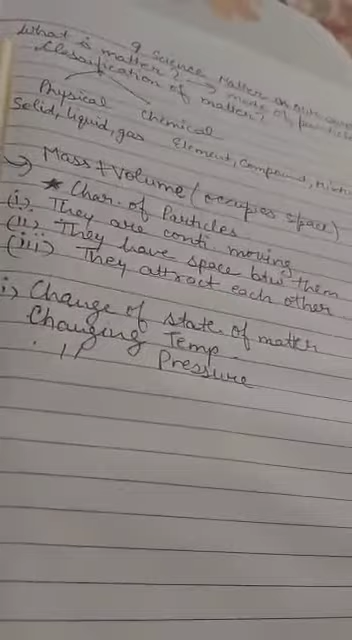 9 Science Matter in our
What is matter? → made of particles
Classification of matter?
Physical Chemical
Solid, liquid, gas Element, Compound,
→ Mass + Volume (occupies space)
* Char. of Particles
(i) They are conti. moving
(ii) They have space btw them
(iii) They attract each other
i) Change of state of matter
Changing Temp.
" Pressure